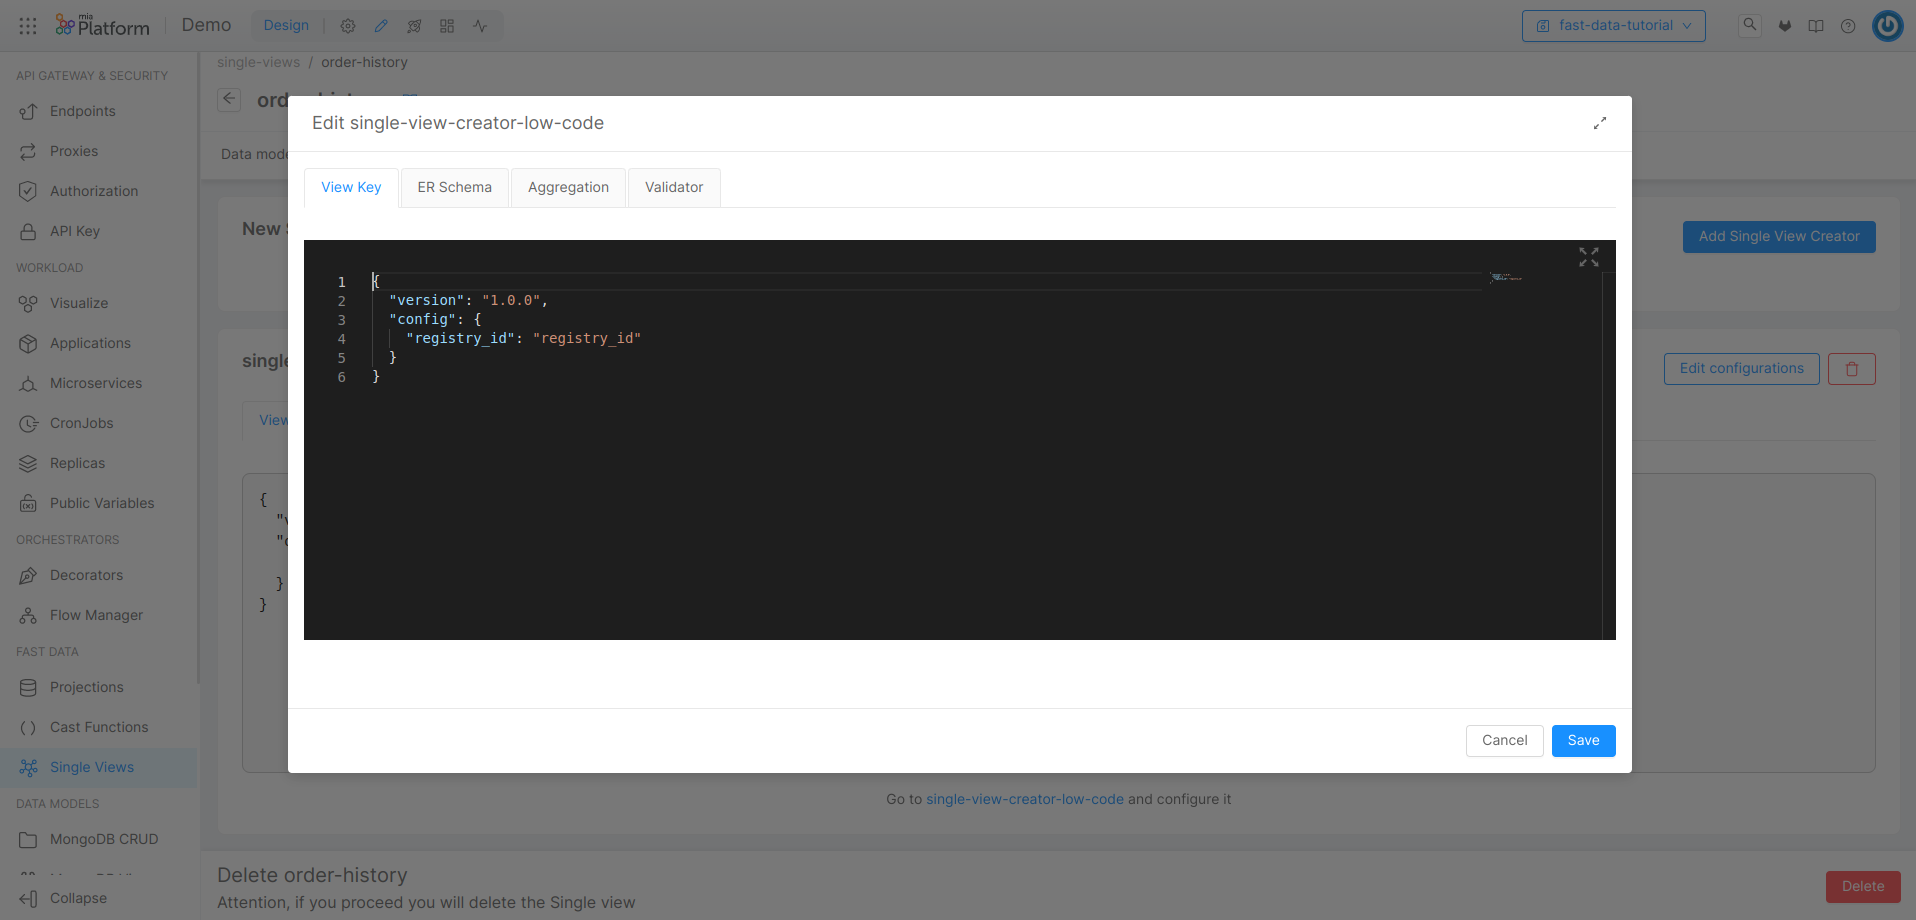 mia
Platform
Demo
Design
fast-data-tutorial
single-views / order-history
API GATEWAY & SECURITY
Endpoints
Proxies
Authorization
API Key
WORKLOAD
Visualize
Applications
Microservices
CronJobs
Replicas
Public Variables
ORCHESTRATORS
Decorators
Flow Manager
FAST DATA
Projections
Cast Functions
Single Views
DATA MODELS
MongoDB CRUD
Collapse
Data mode
New
Add Single View Creator
single
Edit configurations
View
{
"v
"c
}
}
Edit single-view-creator-low-code
View Key
ER Schema
Aggregation
Validator
1 {
2 "version": "1.0.0",
3 "config": {
4 "registry_id": "registry_id"
5 }
6 }
Cancel
Save
Go to single-view-creator-low-code and configure it
Delete order-history
Attention, if you proceed you will delete the Single view
Delete